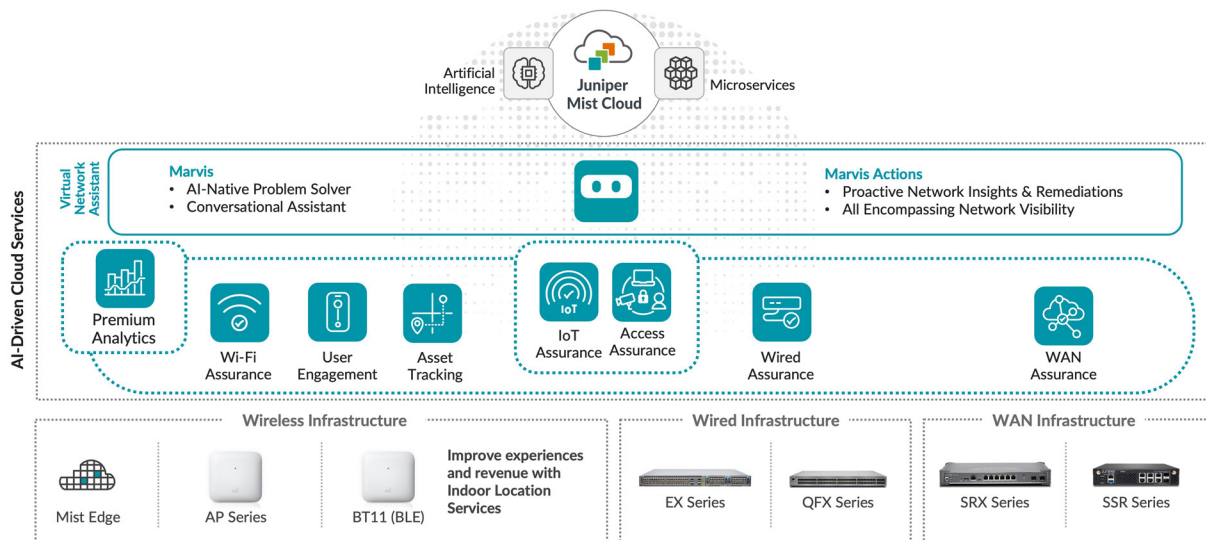 Artificial
Intelligence
Juniper
Mist Cloud
Microservices
AI-Driven Cloud Services
Virtual
Network
Assistant
Marvis
• AI-Native Problem Solver
• Conversational Assistant
Marvis Actions
• Proactive Network Insights & Remediations
• All Encompassing Network Visibility
Premium
Analytics
Wi-Fi
Assurance
User
Engagement
Asset
Tracking
IoT
IoT
Assurance
Access
Assurance
Wired
Assurance
WAN
Assurance
Wireless Infrastructure
Mist Edge
AP Series
BT11 (BLE)
Improve experiences
and revenue with
Indoor Location
Services
Wired Infrastructure
EX Series
QFX Series
WAN Infrastructure
SRX Series
SSR Series